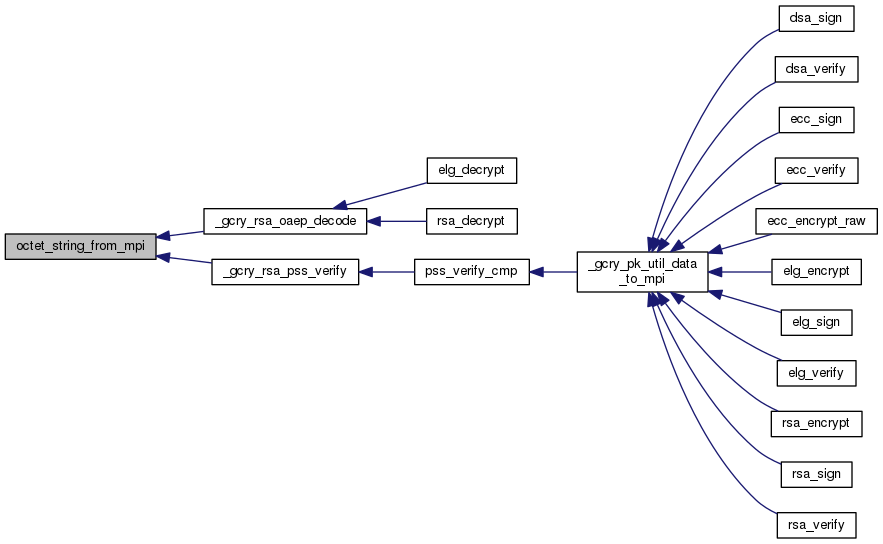 octet_string_from_mpi
_gcry_rsa_oaep_decode
elg_decrypt
rsa_decrypt
_gcry_rsa_pss_verify
pss_verify_cmp
_gcry_pk_util_data
_to_mpi
dsa_sign
dsa_verify
ecc_sign
ecc_verify
ecc_encrypt_raw
elg_encrypt
elg_sign
elg_verify
rsa_encrypt
rsa_sign
rsa_verify